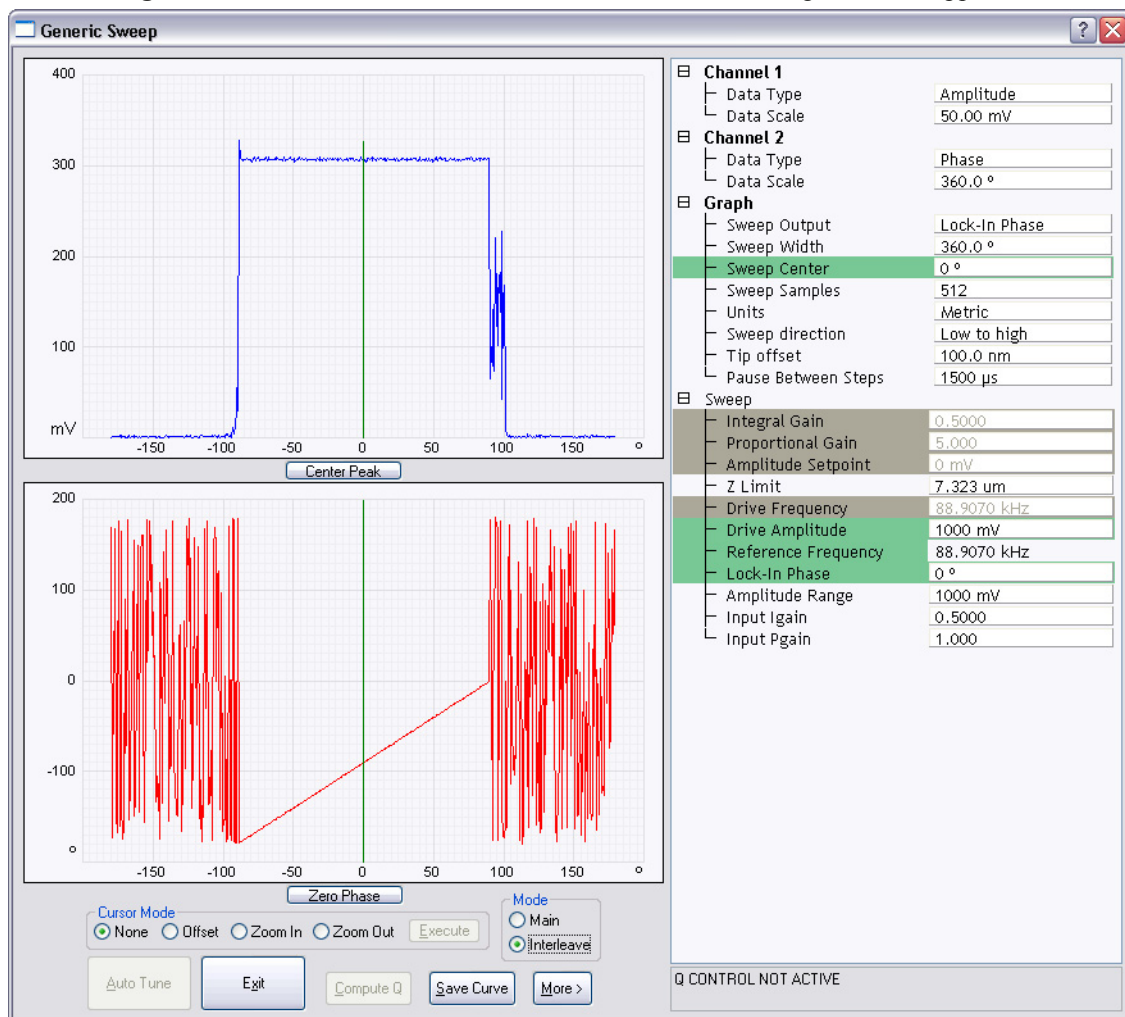 Generic Sweep
400
300
200
100
mV
-150 -100 -50 0 50 100 150 º
Center Peak
200
100
0
-100
º
-150 -100 -50 0 50 100 150 º
Zero Phase
Cursor Mode
None Offset Zoom In Zoom Out Execute
Mode
Main
Interleave
Auto Tune Exit Compute Q Save Curve More >
Channel 1
Data Type Amplitude
Data Scale 50.00 mV
Channel 2
Data Type Phase
Data Scale 360.0 º
Graph
Sweep Output Lock-In Phase
Sweep Width 360.0 º
Sweep Center 0 º
Sweep Samples 512
Units Metric
Sweep direction Low to high
Tip offset 100.0 nm
Pause Between Steps 1500 µs
Sweep
Integral Gain 0.5000
Proportional Gain 5.000
Amplitude Setpoint 0 mV
Z Limit 7.323 um
Drive Frequency 88.9070 kHz
Drive Amplitude 1000 mV
Reference Frequency 88.9070 kHz
Lock-In Phase 0 º
Amplitude Range 1000 mV
Input Igain 0.5000
Input Pgain 1.000
Q CONTROL NOT ACTIVE